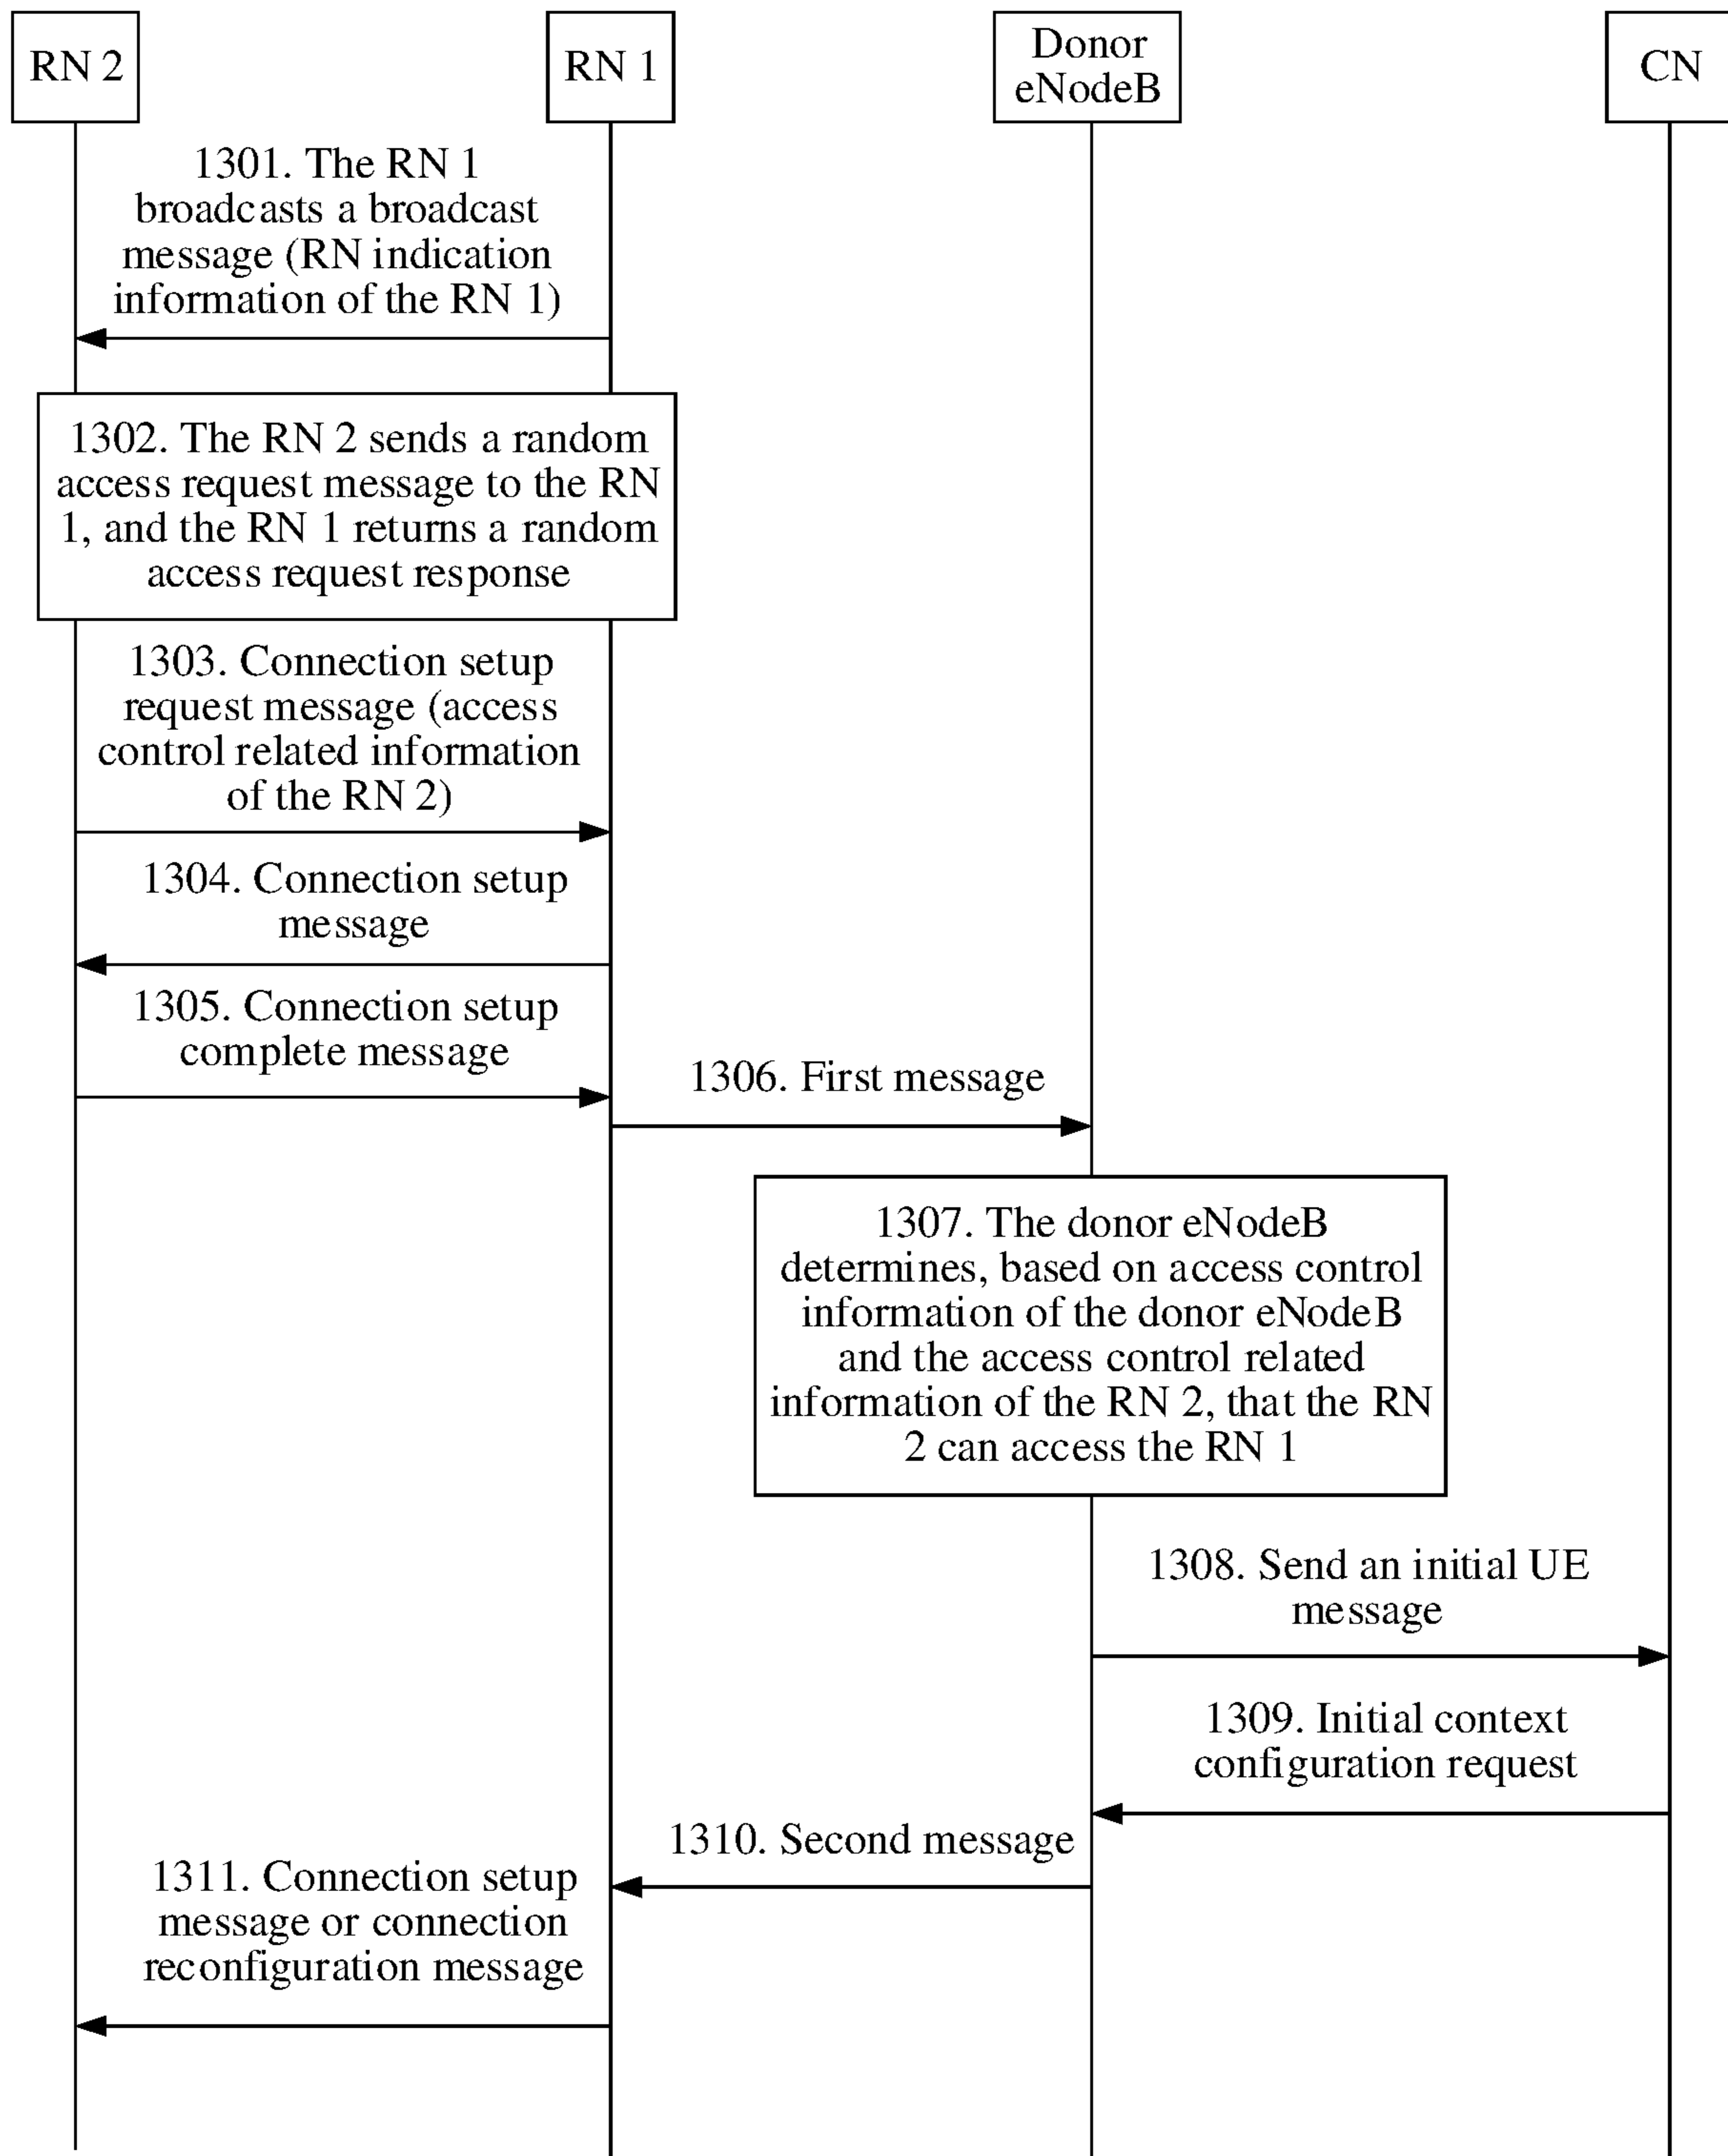 RN 2
RN 1
Donor
eNodeB
CN
1301. The RN 1
broadcasts a broadcast
message (RN indication
information of the RN 1)
1302. The RN 2 sends a random
access request message to the RN
1, and the RN 1 returns a random
access request response
1303. Connection setup
request message (access
control related information
of the RN 2)
1304. Connection setup
message
1305. Connection setup
complete message
1306. First message
1307. The donor eNodeB
determines, based on access control
information of the donor eNodeB
and the access control related
information of the RN 2, that the RN
2 can access the RN 1
1308. Send an initial UE
message
1309. Initial context
configuration request
1310. Second message
1311. Connection setup
message or connection
reconfiguration message